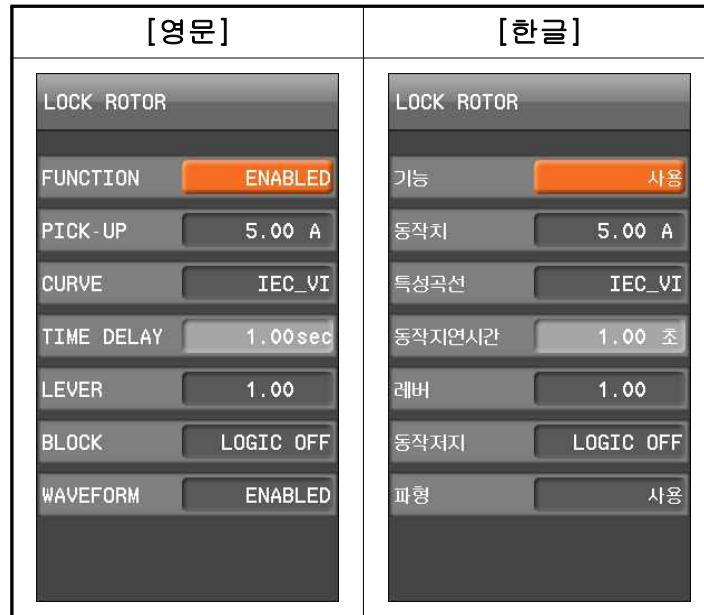 [영문] [한글]
LOCK ROTOR
FUNCTION ENABLED
PICK-UP 5.00 A
CURVE IEC_VI
TIME DELAY 1.00sec
LEVER 1.00
BLOCK LOGIC OFF
WAVEFORM ENABLED
LOCK ROTOR
기능 사용
동작치 5.00 A
특성곡선 IEC_VI
동작지연시간 1.00 초
레버 1.00
동작저지 LOGIC OFF
파형 사용